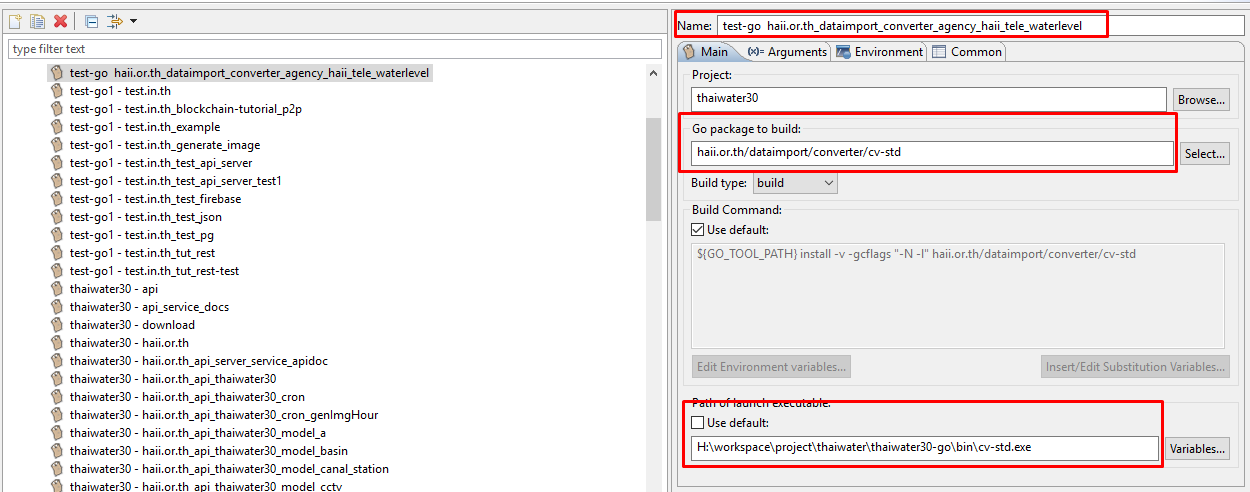 type filter text
test-go haii.or.th_dataimport_converter_agency_haii_tele_waterlevel
test-go1 - test.in.th
test-go1 - test.in.th_blockchain-tutorial_p2p
test-go1 - test.in.th_example
test-go1 - test.in.th_generate_image
test-go1 - test.in.th_test_api_server
test-go1 - test.in.th_test_api_server_test1
test-go1 - test.in.th_test_firebase
test-go1 - test.in.th_test_json
test-go1 - test.in.th_test_pg
test-go1 - test.in.th_tut_rest
test-go1 - test.in.th_tut_rest-test
thaiwater30 - api
thaiwater30 - api_service_docs
thaiwater30 - download
thaiwater30 - haii.or.th
thaiwater30 - haii.or.th_api_server_service_apidoc
thaiwater30 - haii.or.th_api_thaiwater30
thaiwater30 - haii.or.th_api_thaiwater30_cron
thaiwater30 - haii.or.th_api_thaiwater30_cron_genImgHour
thaiwater30 - haii.or.th_api_thaiwater30_model_a
thaiwater30 - haii.or.th_api_thaiwater30_model_basin
thaiwater30 - haii.or.th_api_thaiwater30_model_canal_station
thaiwater30 - haii.or.th_api_thaiwater30_model_cctv
Name: test-go haii.or.th_dataimport_converter_agency_haii_tele_waterlevel
Main (x)= Arguments Environment Common
Project:
thaiwater30 Browse...
Go package to build:
haii.or.th/dataimport/converter/cv-std Select...
Build type: build
Build Command:
Use default:
${GO_TOOL_PATH} install -v -gcflags "-N -l" haii.or.th/dataimport/converter/cv-std
Edit Environment variables... Insert/Edit Substitution Variables...
Path of launch executable:
Use default:
H:\workspace\project\thaiwater\thaiwater30-go\bin\cv-std.exe Variables...